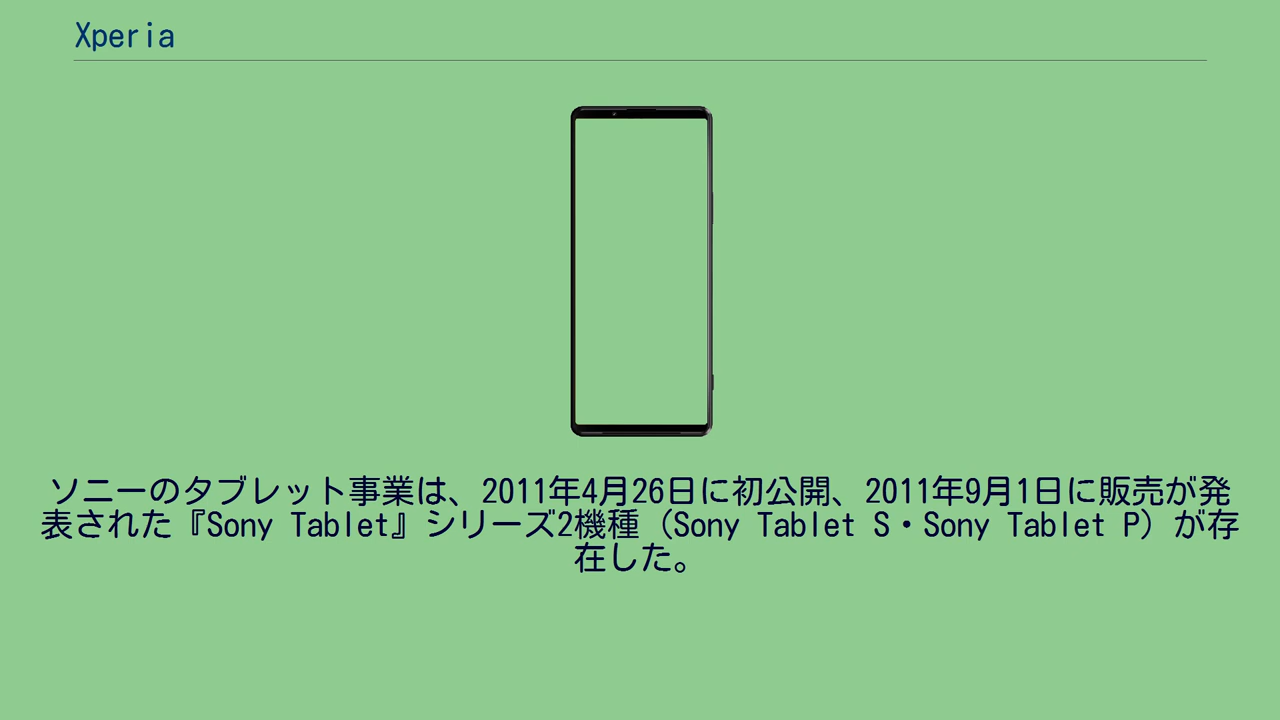 Xperia
ソニーのタブレット事業は、2011年4月26日に初公開、2011年9月1日に販売が発
表された『Sony Tablet』シリーズ2機種（Sony Tablet S・Sony Tablet P）が存
在した。